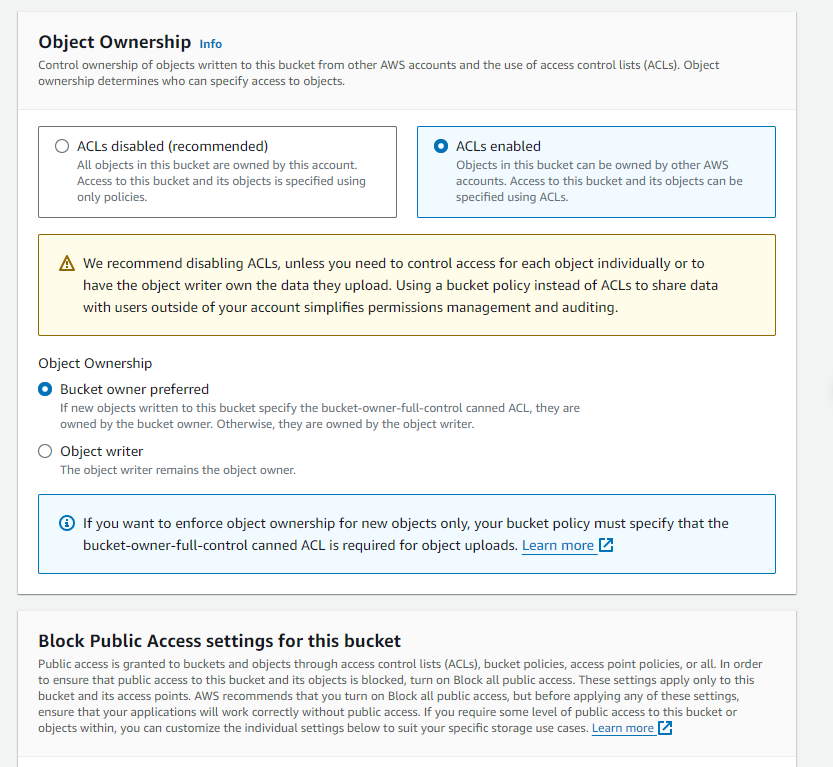 Object Ownership Info
Control ownership of objects written to this bucket from other AWS accounts and the use of access control lists (ACLs). Object
ownership determines who can specify access to objects.
ACLs disabled (recommended)
All objects in this bucket are owned by this account.
Access to this bucket and its objects is specified using
only policies.
ACLs enabled
Objects in this bucket can be owned by other AWS
accounts. Access to this bucket and its objects can be
specified using ACLs.
We recommend disabling ACLs, unless you need to control access for each object individually or to
have the object writer own the data they upload. Using a bucket policy instead of ACLs to share data
with users outside of your account simplifies permissions management and auditing.
Object Ownership
Bucket owner preferred
If new objects written to this bucket specify the bucket-owner-full-control canned ACL, they are
owned by the bucket owner. Otherwise, they are owned by the object writer.
Object writer
The object writer remains the object owner.
If you want to enforce object ownership for new objects only, your bucket policy must specify that the
bucket-owner-full-control canned ACL is required for object uploads. Learn more
Block Public Access settings for this bucket
Public access is granted to buckets and objects through access control lists (ACLs), bucket policies, access point policies, or all. In order
to ensure that public access to this bucket and its objects is blocked, turn on Block all public access. These settings apply only to this
bucket and its access points. AWS recommends that you turn on Block all public access, but before applying any of these settings,
ensure that your applications will work correctly without public access. If you require some level of public access to this bucket or
objects within, you can customize the individual settings below to suit your specific storage use cases. Learn more